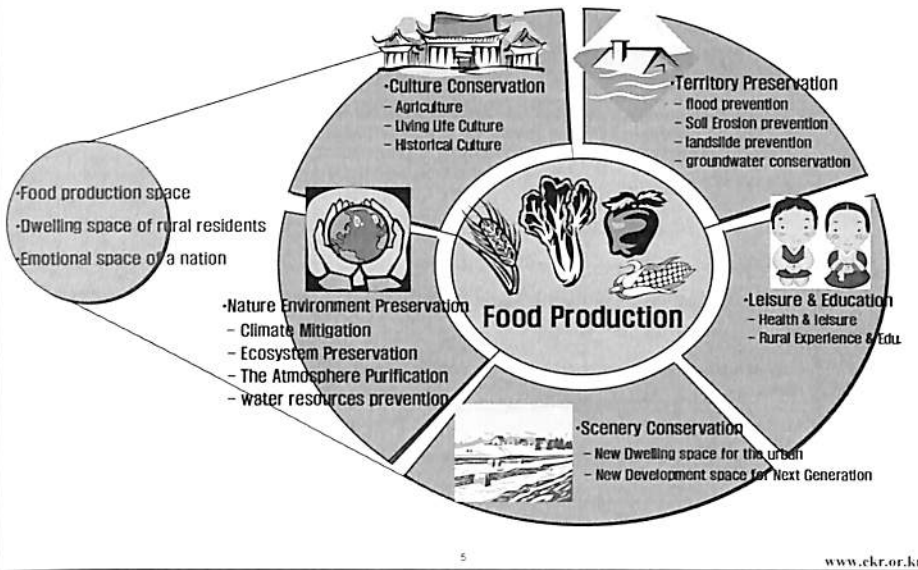 ·Culture Conservation
– Agriculture
– Living Life Culture
– Historical Culture
·Territory Preservation
– flood prevention
– Soil Erosion prevention
– landslide prevention
– groundwater conservation
·Food production space
·Dwelling space of rural residents
·Emotional space of a nation
·Nature Environment Preservation
– Climate Mitigation
– Ecosystem Preservation
– The Atmosphere Purification
– water resources prevention
Food Production
·Leisure & Education
– Health & leisure
– Rural Experience & Edu.
·Scenery Conservation
– New Dwelling space for the urban
– New Development space for Next Generation
5
www.ekr.or.kr